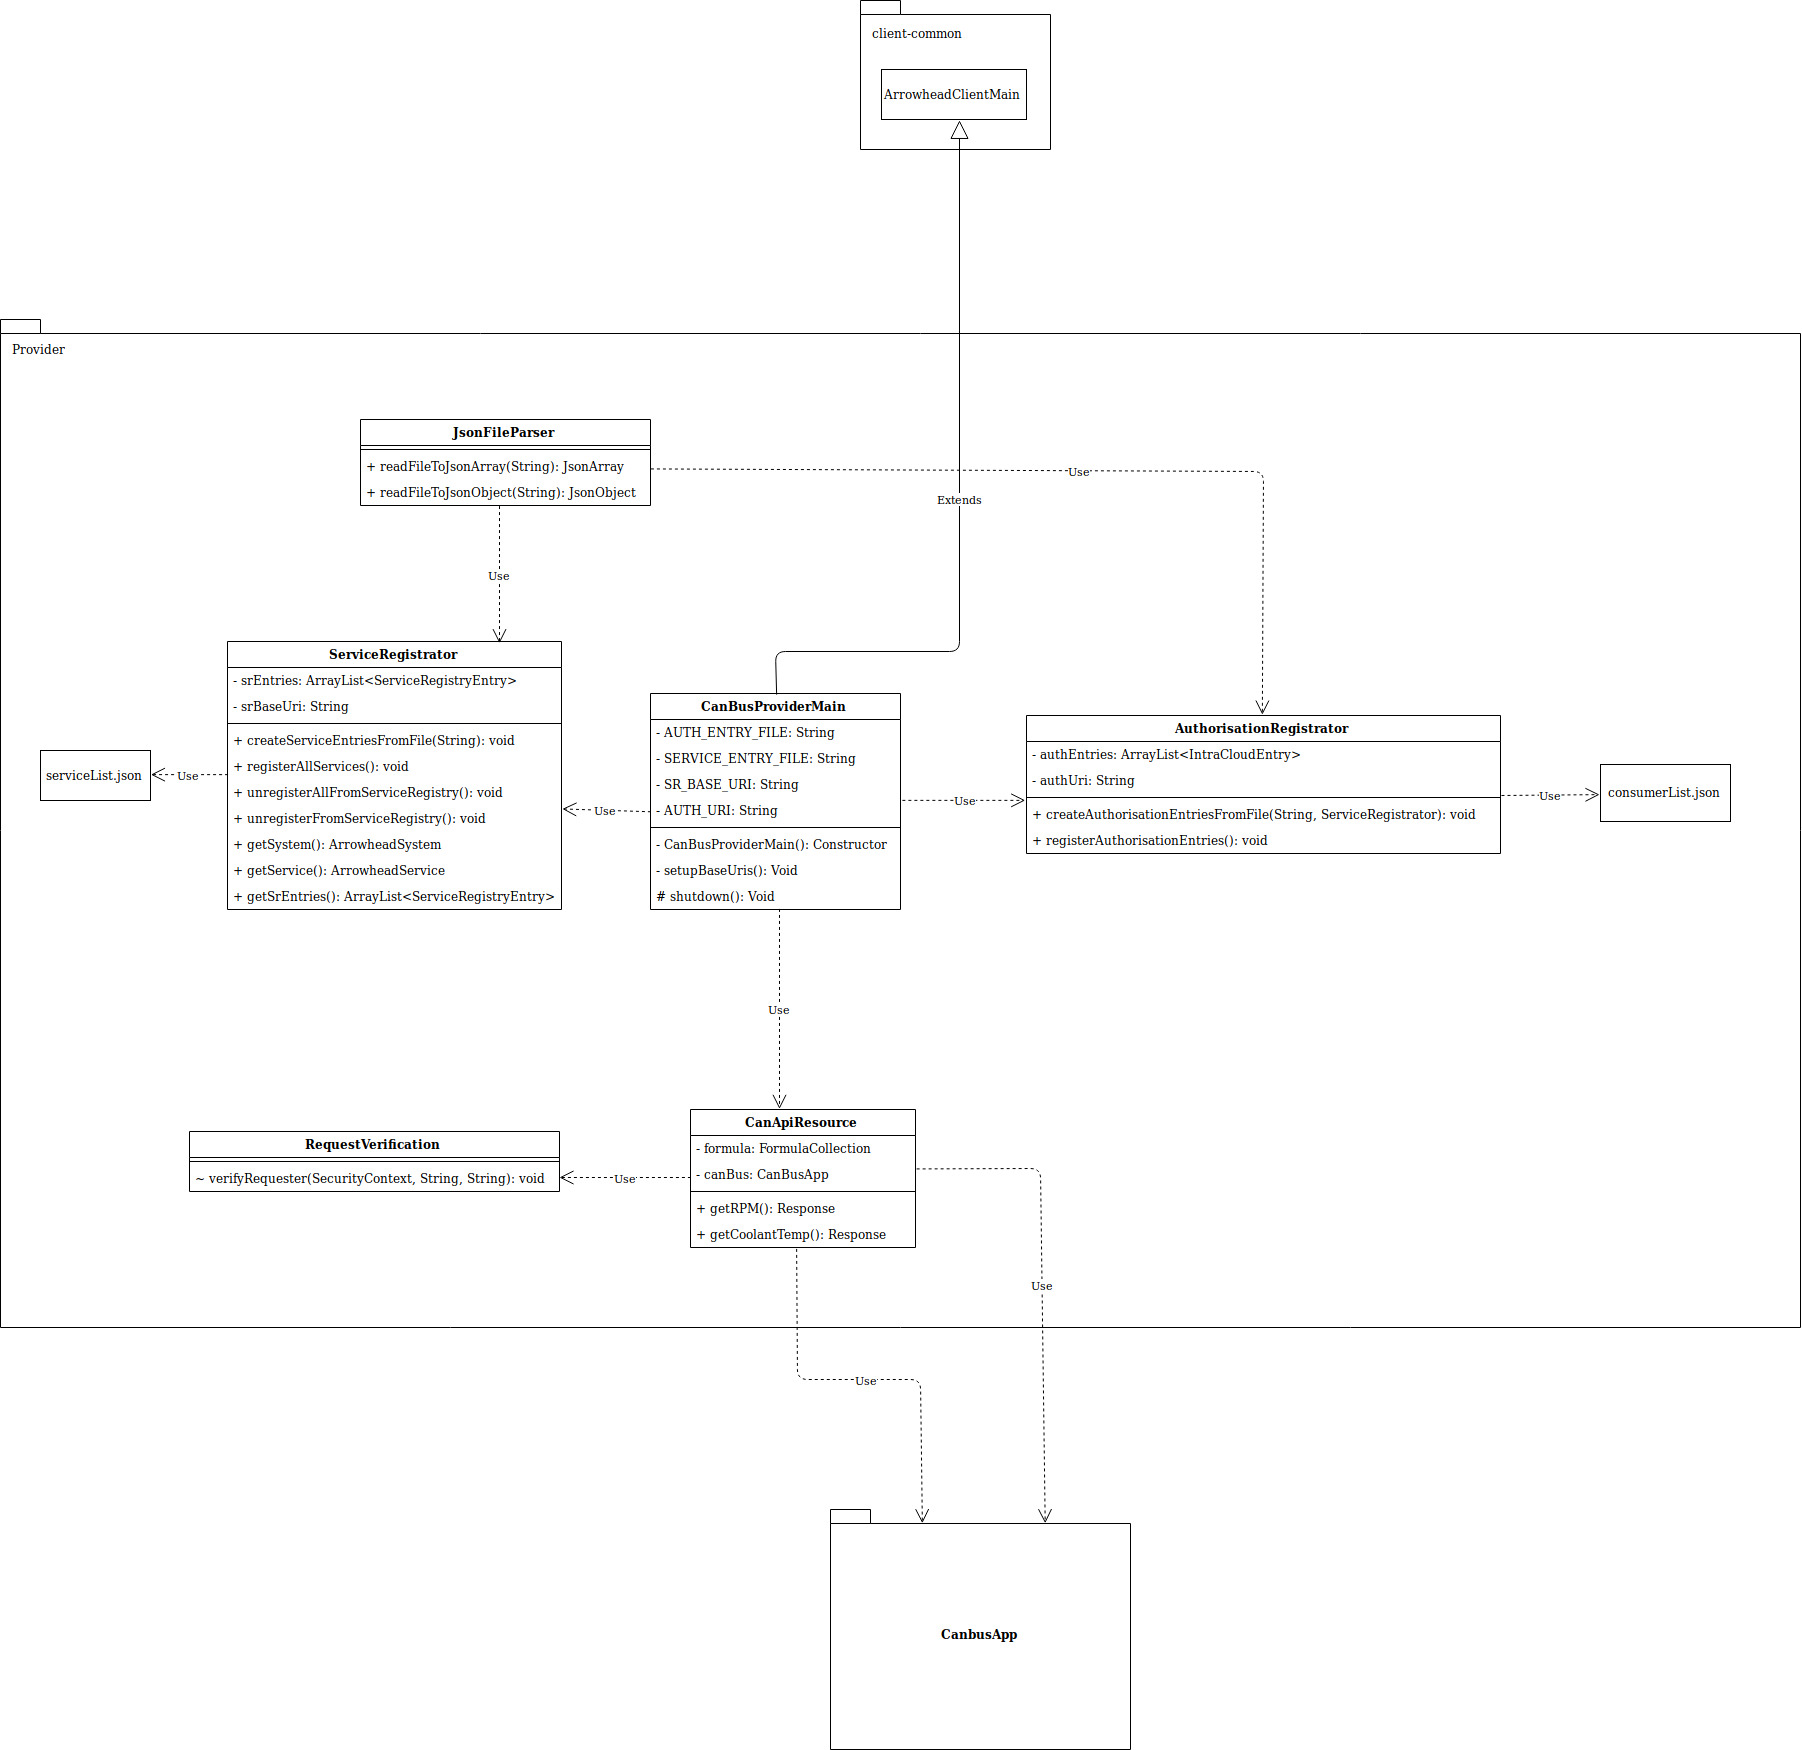 client-common
ArrowheadClientMain
Provider
JsonFileParser
+ readFileToJsonArray(String): JsonArray
+ readFileToJsonObject(String): JsonObject
Use
Extends
Use
ServiceRegistrator
- srEntries: ArrayList<ServiceRegistryEntry>
- srBaseUri: String
+ createServiceEntriesFromFile(String): void
+ registerAllServices(): void
+ unregisterAllFromServiceRegistry(): void
+ unregisterFromServiceRegistry(): void
+ getSystem(): ArrowheadSystem
+ getService(): ArrowheadService
+ getSrEntries(): ArrayList<ServiceRegistryEntry>
serviceList.json
Use
Use
CanBusProviderMain
- AUTH_ENTRY_FILE: String
- SERVICE_ENTRY_FILE: String
- SR_BASE_URI: String
- AUTH_URI: String
- CanBusProviderMain(): Constructor
- setupBaseUris(): Void
# shutdown(): Void
Use
AuthorisationRegistrator
- authEntries: ArrayList<IntraCloudEntry>
- authUri: String
+ createAuthorisationEntriesFromFile(String, ServiceRegistrator): void
+ registerAuthorisationEntries(): void
Use
consumerList.json
Use
RequestVerification
~ verifyRequester(SecurityContext, String, String): void
Use
CanApiResource
- formula: FormulaCollection
- canBus: CanBusApp
+ getRPM(): Response
+ getCoolantTemp(): Response
Use
Use
CanbusApp